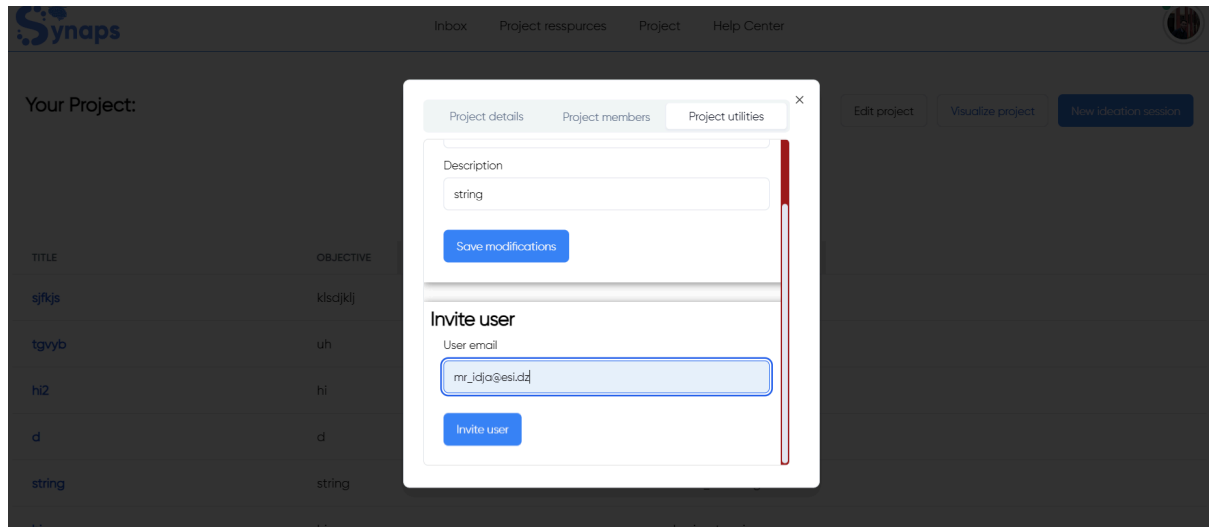 Synaps
Inbox Project resspurces Project Help Center
Your Project:
Edit project Visualize project New ideation session
Project details Project members Project utilities
Description
string
Save modifications
Invite user
User email
mr_idja@esi.dz
Invite user
TITLE OBJECTIVE
sjfkjs
tgvyb uh
hi2 hi
d d
string string